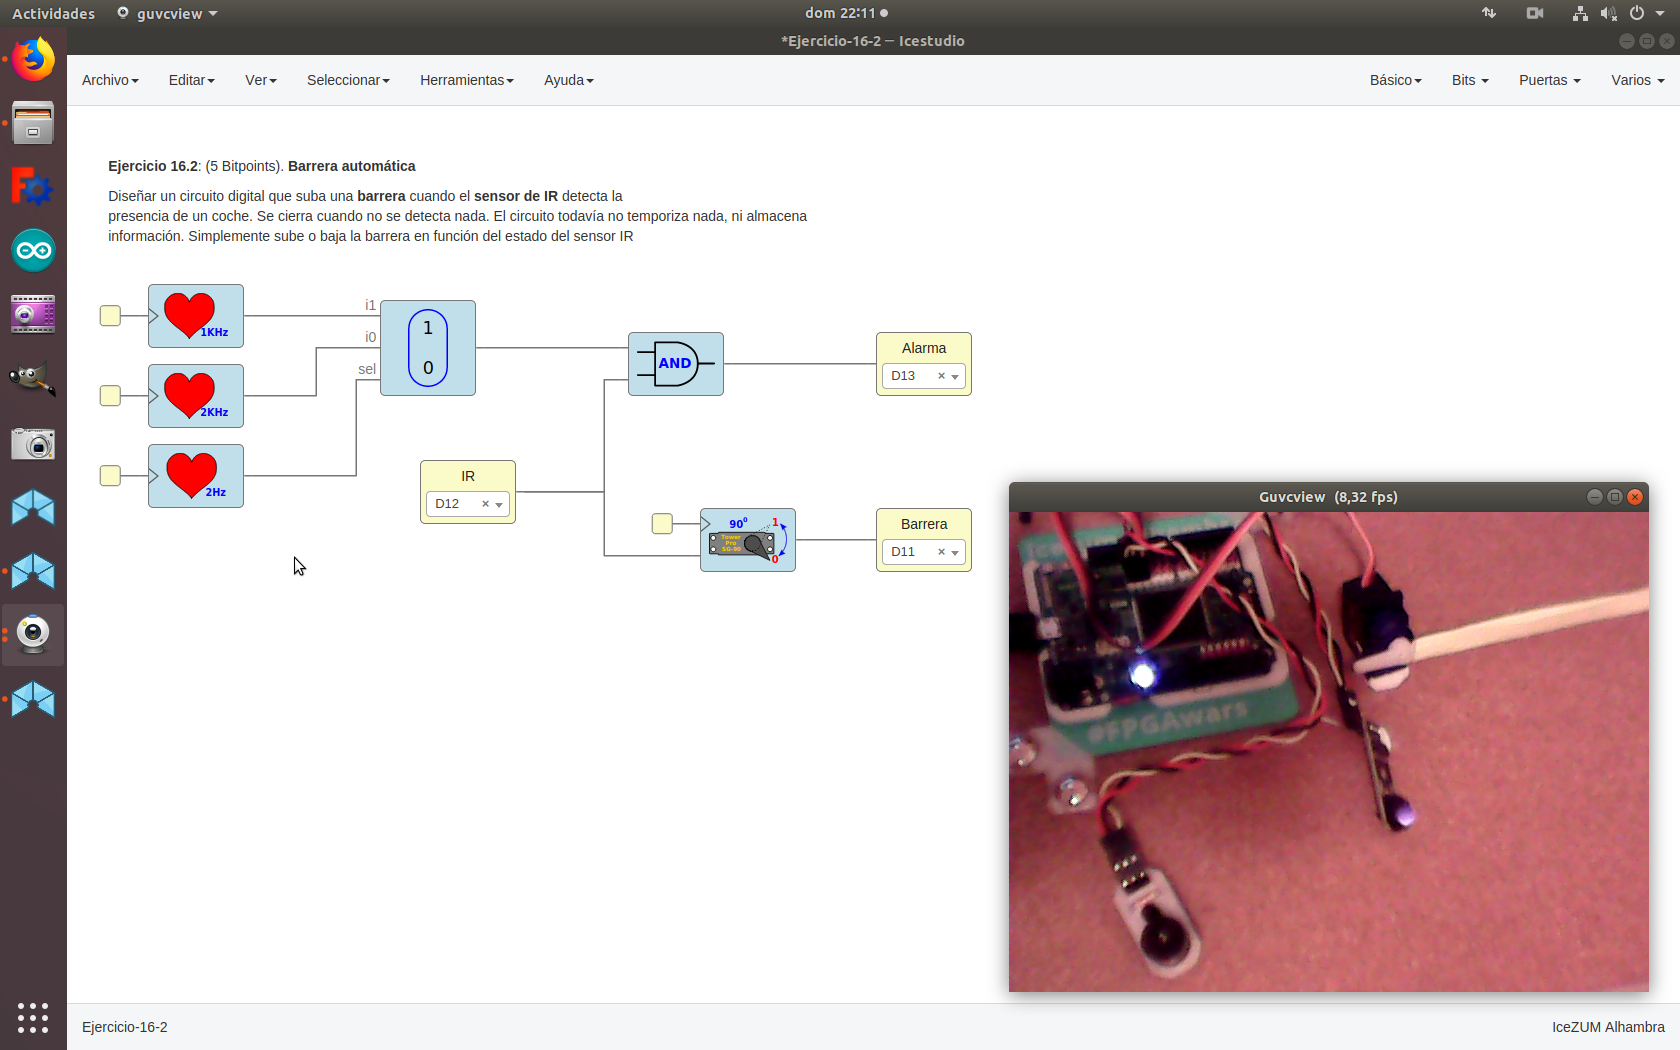 Actividades
guvcview
dom 22:11
*Ejercicio-16-2 — Icestudio
Archivo
Editar
Ver
Seleccionar
Herramientas
Ayuda
Básico
Bits
Puertas
Varios
Ejercicio 16.2: (5 Bitpoints). Barrera automática
Diseñar un circuito digital que suba una barrera cuando el sensor de IR detecta la
presencia de un coche. Se cierra cuando no se detecta nada. El circuito todavía no temporiza nada, ni almacena
información. Simplemente sube o baja la barrera en función del estado del sensor IR
1KHz
2KHz
2Hz
i1
i0
sel
1
0
AND
Alarma
D13
IR
D12
90⁰
1
Tower
Pro
SG-90
0
Barrera
D11
Guvcview (8,32 fps)
#FPGAwars
Ejercicio-16-2
IceZUM Alhambra